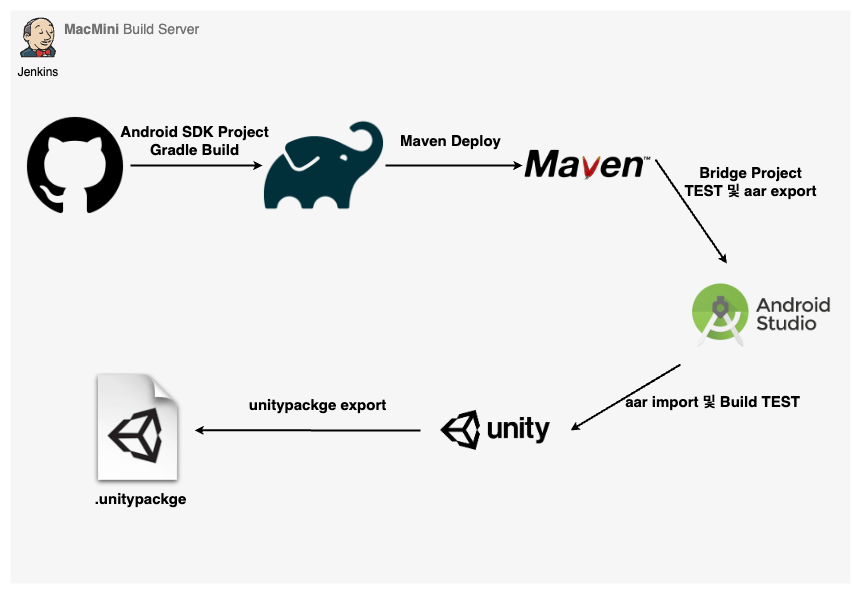 MacMini Build Server
Jenkins
Android SDK Project
Gradle Build
Maven Deploy
Maven™
Bridge Project
TEST 및 aar export
Android
Studio
aar import 및 Build TEST
unity
unitypackge export
.unitypackge